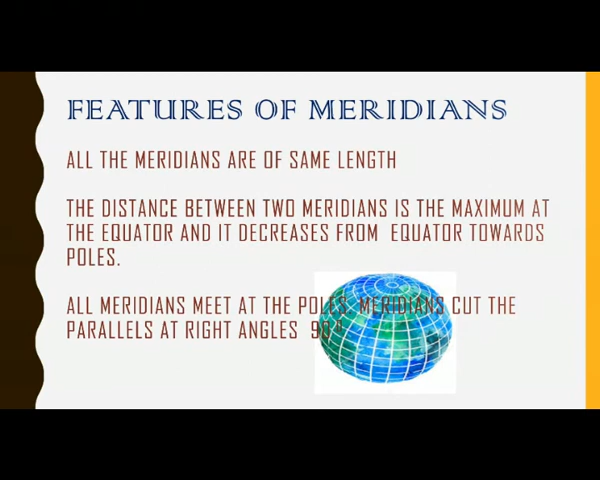 FEATURES OF MERIDIANS
ALL THE MERIDIANS ARE OF SAME LENGTH
THE DISTANCE BETWEEN TWO MERIDIANS IS THE MAXIMUM AT
THE EQUATOR AND IT DECREASES FROM EQUATOR TOWARDS
POLES.
ALL MERIDIANS MEET AT THE POLES. MERIDIANS CUT THE
PARALLELS AT RIGHT ANGLES 90°